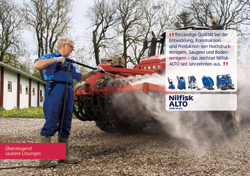 „ Beständige Qualität bei der
Entwicklung, Konstruktion
und Produktion von Hochdruck-
reinigern, Saugern und Boden-
reinigern – das zeichnet Nilfisk-
ALTO seit Jahrzehnten aus. "
Nilfisk
ALTO
Überzeugend
saubere Lösungen